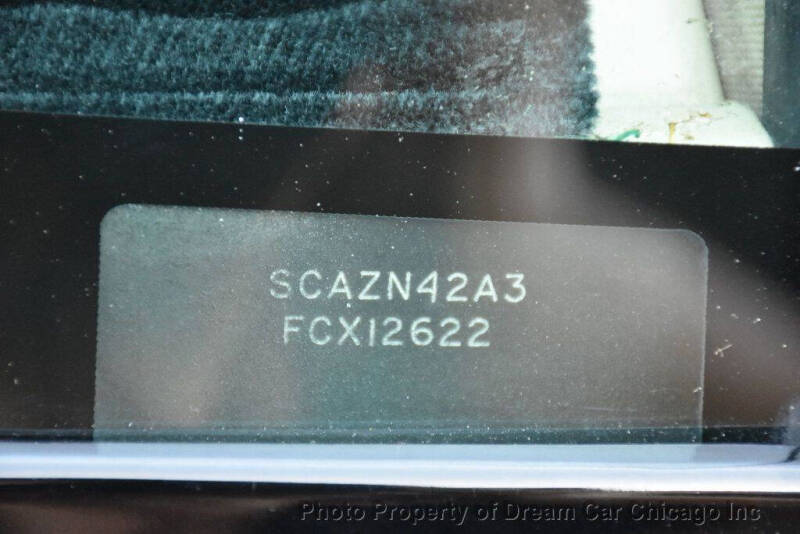 SCAZN42A3
FCX12622
Photo Property of Dream Car Chicago Inc